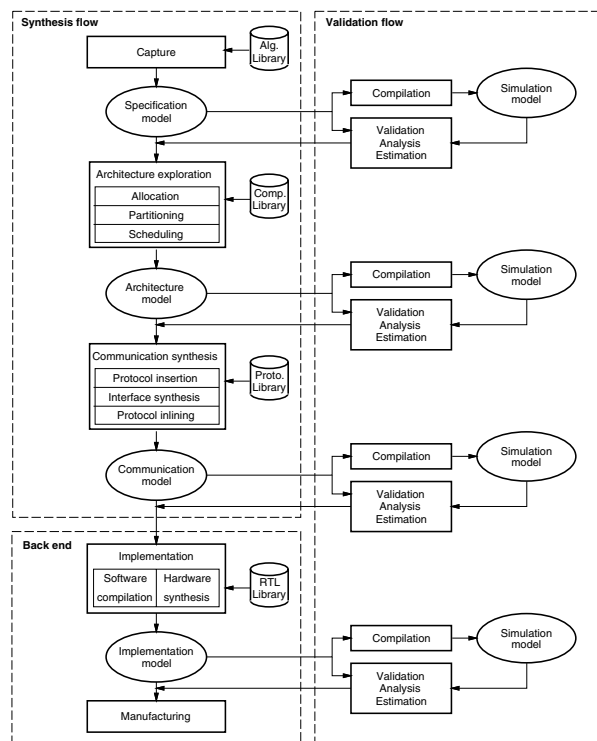 Synthesis flow
Validation flow
Capture
Alg.
Library
Specification
model
Compilation
Simulation
model
Validation
Analysis
Estimation
Architecture exploration
Allocation
Partitioning
Scheduling
Comp.
Library
Architecture
model
Compilation
Simulation
model
Validation
Analysis
Estimation
Communication synthesis
Protocol insertion
Interface synthesis
Protocol inlining
Proto.
Library
Communication
model
Compilation
Simulation
model
Validation
Analysis
Estimation
Back end
Implementation
Software
compilation
Hardware
synthesis
RTL
Library
Implementation
model
Compilation
Simulation
model
Validation
Analysis
Estimation
Manufacturing